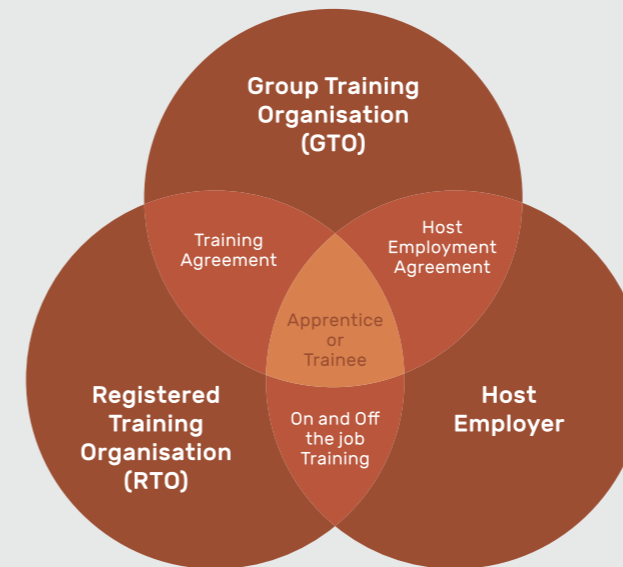 Group Training
Organisation
(GTO)
Training
Agreement
Host
Employment
Agreement
Apprentice
or
Trainee
Registered
Training
Organisation
(RTO)
On and Off
the job
Training
Host
Employer